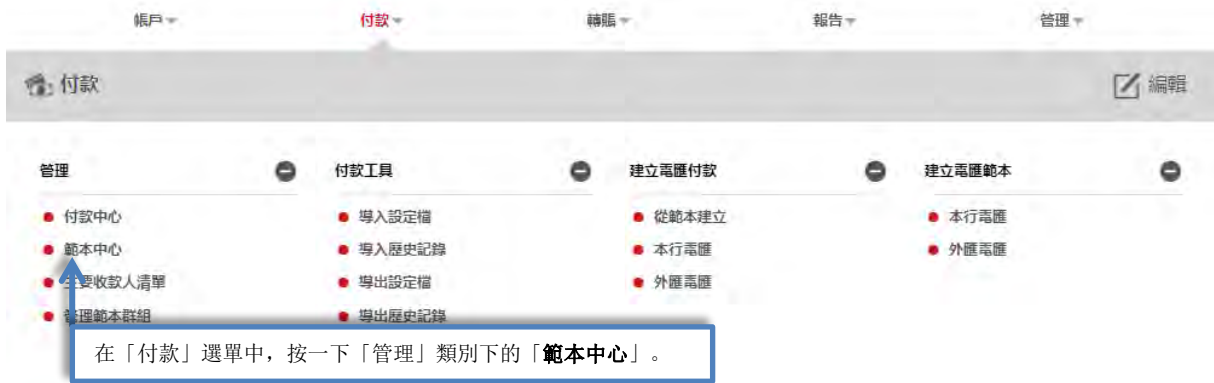 帳戶 付款 轉賬 報告 管理
付款 編輯
管理 付款工具 建立電匯付款 建立電匯範本
付款中心 導入設定檔 從範本建立 本行電匯
範本中心 導入歷史記錄 本行電匯 外匯電匯
主要收款人清單 導出設定檔 外匯電匯
管理範本群組 導出歷史記錄
在「付款」選單中，按一下「管理」類別下的「範本中心」。